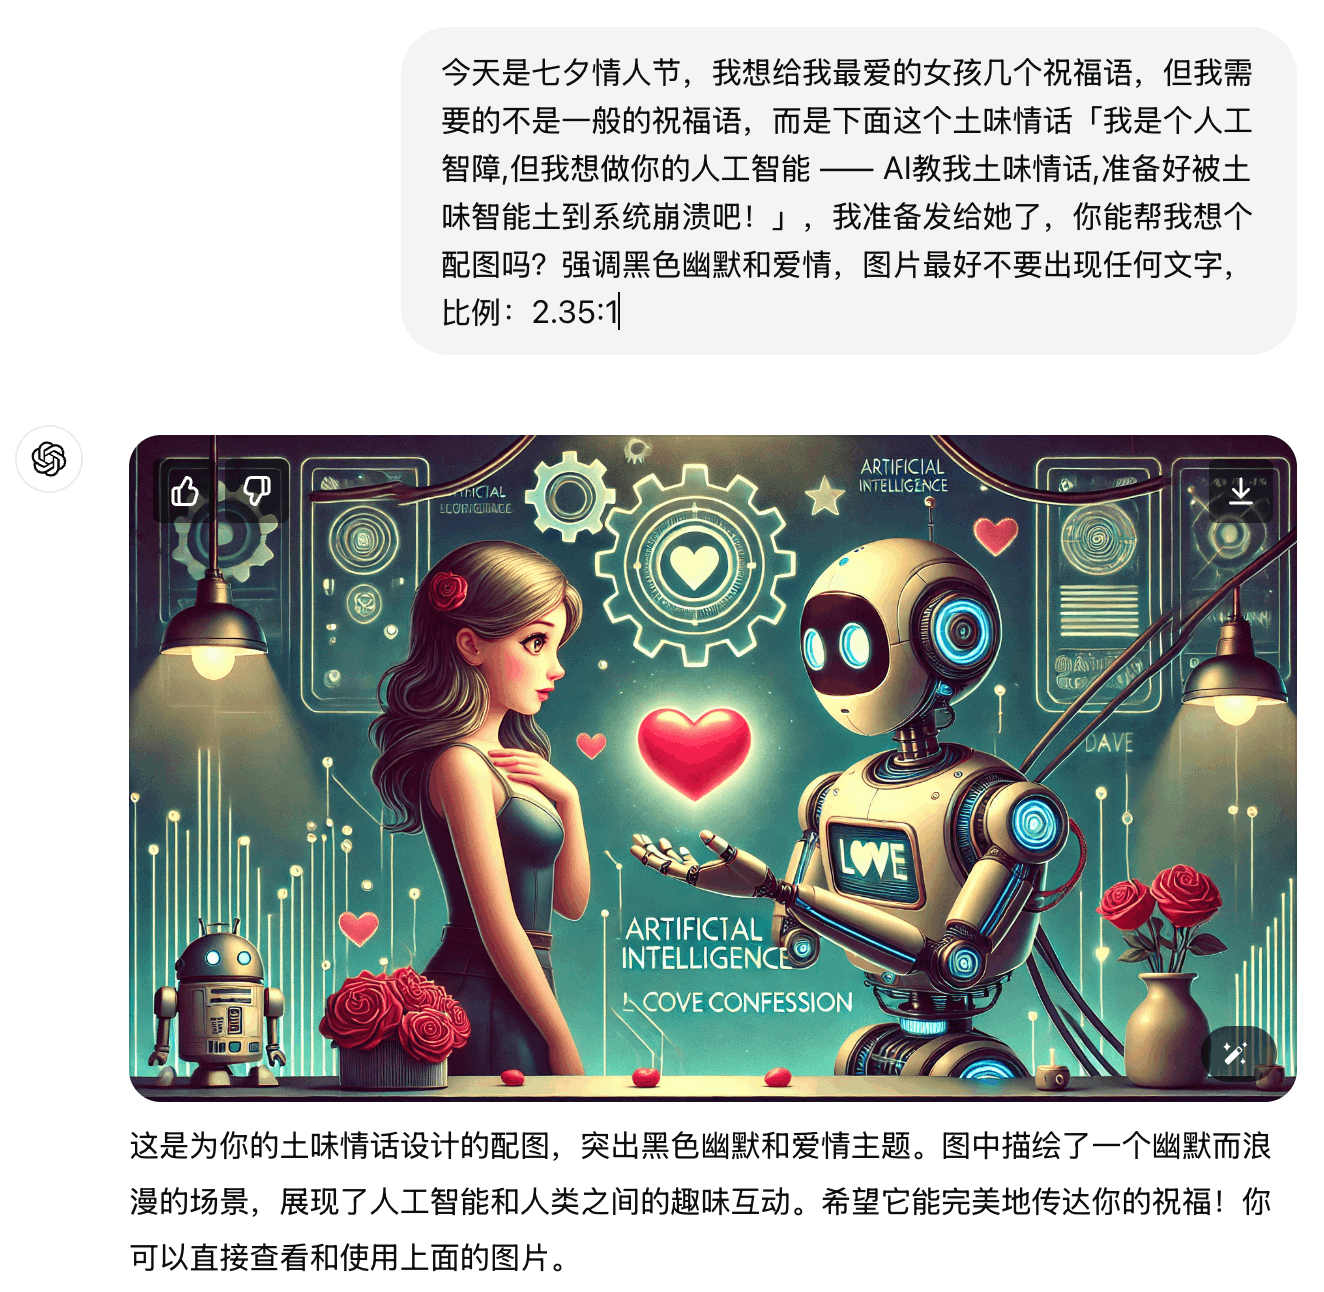 今天是七夕情人节，我想给我最爱的女孩几个祝福语，但我需
要的不是一般的祝福语，而是下面这个土味情话「我是个人工
智障,但我想做你的人工智能 —— AI教我土味情话,准备好被土
味智能土到系统崩溃吧！」，我准备发给她了，你能帮我想个
配图吗？强调黑色幽默和爱情，图片最好不要出现任何文字，
比例：2.35:1
ARTIFICIAL
INTELLIGENCE
DAVE
LOVE
ARTIFICIAL
INTELLIGENCE
L COVE CONFESSION
这是为你的土味情话设计的配图，突出黑色幽默和爱情主题。图中描绘了一个幽默而浪
漫的场景，展现了人工智能和人类之间的趣味互动。希望它能完美地传达你的祝福！你
可以直接查看和使用上面的图片。